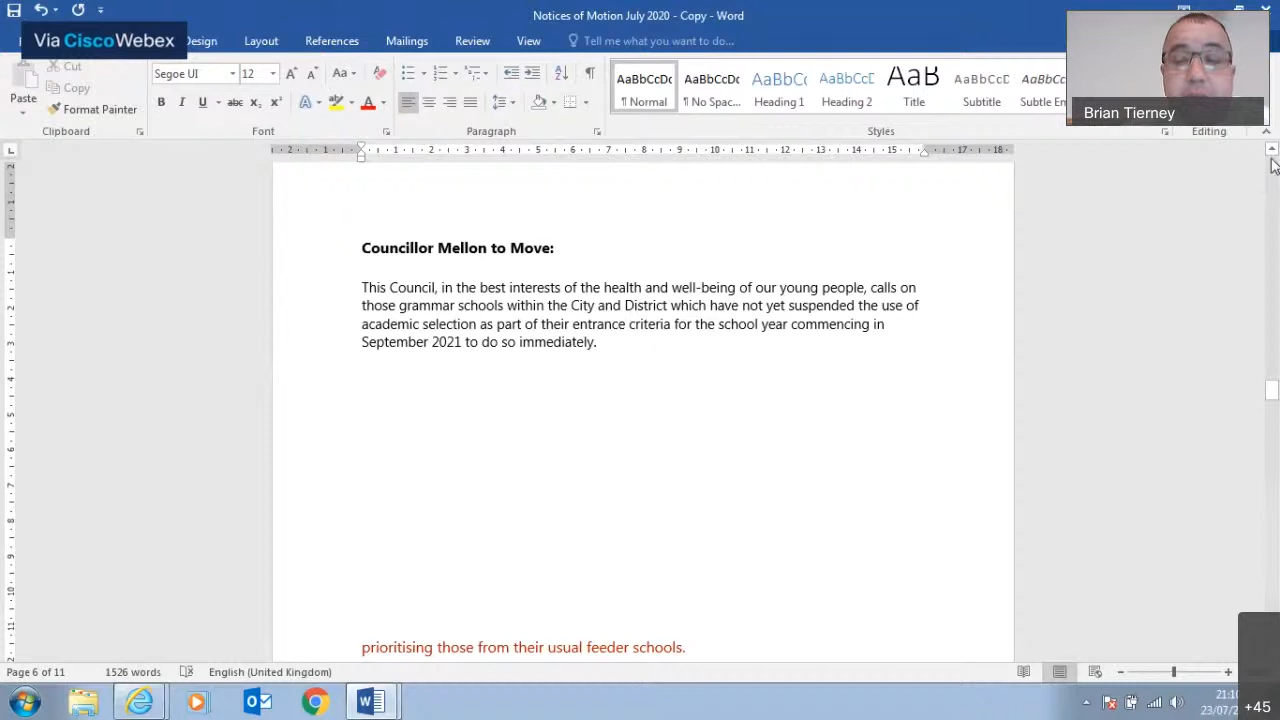 Notices of Motion July 2020 - Copy - Word
Via CiscoWebex
Design Layout References Mailings Review View Tell me what you want to do...
Paste
Cut
Copy
Format Painter
Clipboard
Segoe UI 12
Font
Paragraph
AaBbCcDc ¶ Normal
AaBbCcDc ¶ No Spac...
AaBbCc Heading 1
AaBbCcD Heading 2
AaB Title
AaBbCcD Subtitle
AaBbCcD Subtle Em
Styles
Editing
Brian Tierney
Councillor Mellon to Move:
This Council, in the best interests of the health and well-being of our young people, calls on
those grammar schools within the City and District which have not yet suspended the use of
academic selection as part of their entrance criteria for the school year commencing in
September 2021 to do so immediately.
prioritising those from their usual feeder schools.
Page 6 of 11 1526 words English (United Kingdom)
21:10
23/07/2
+45